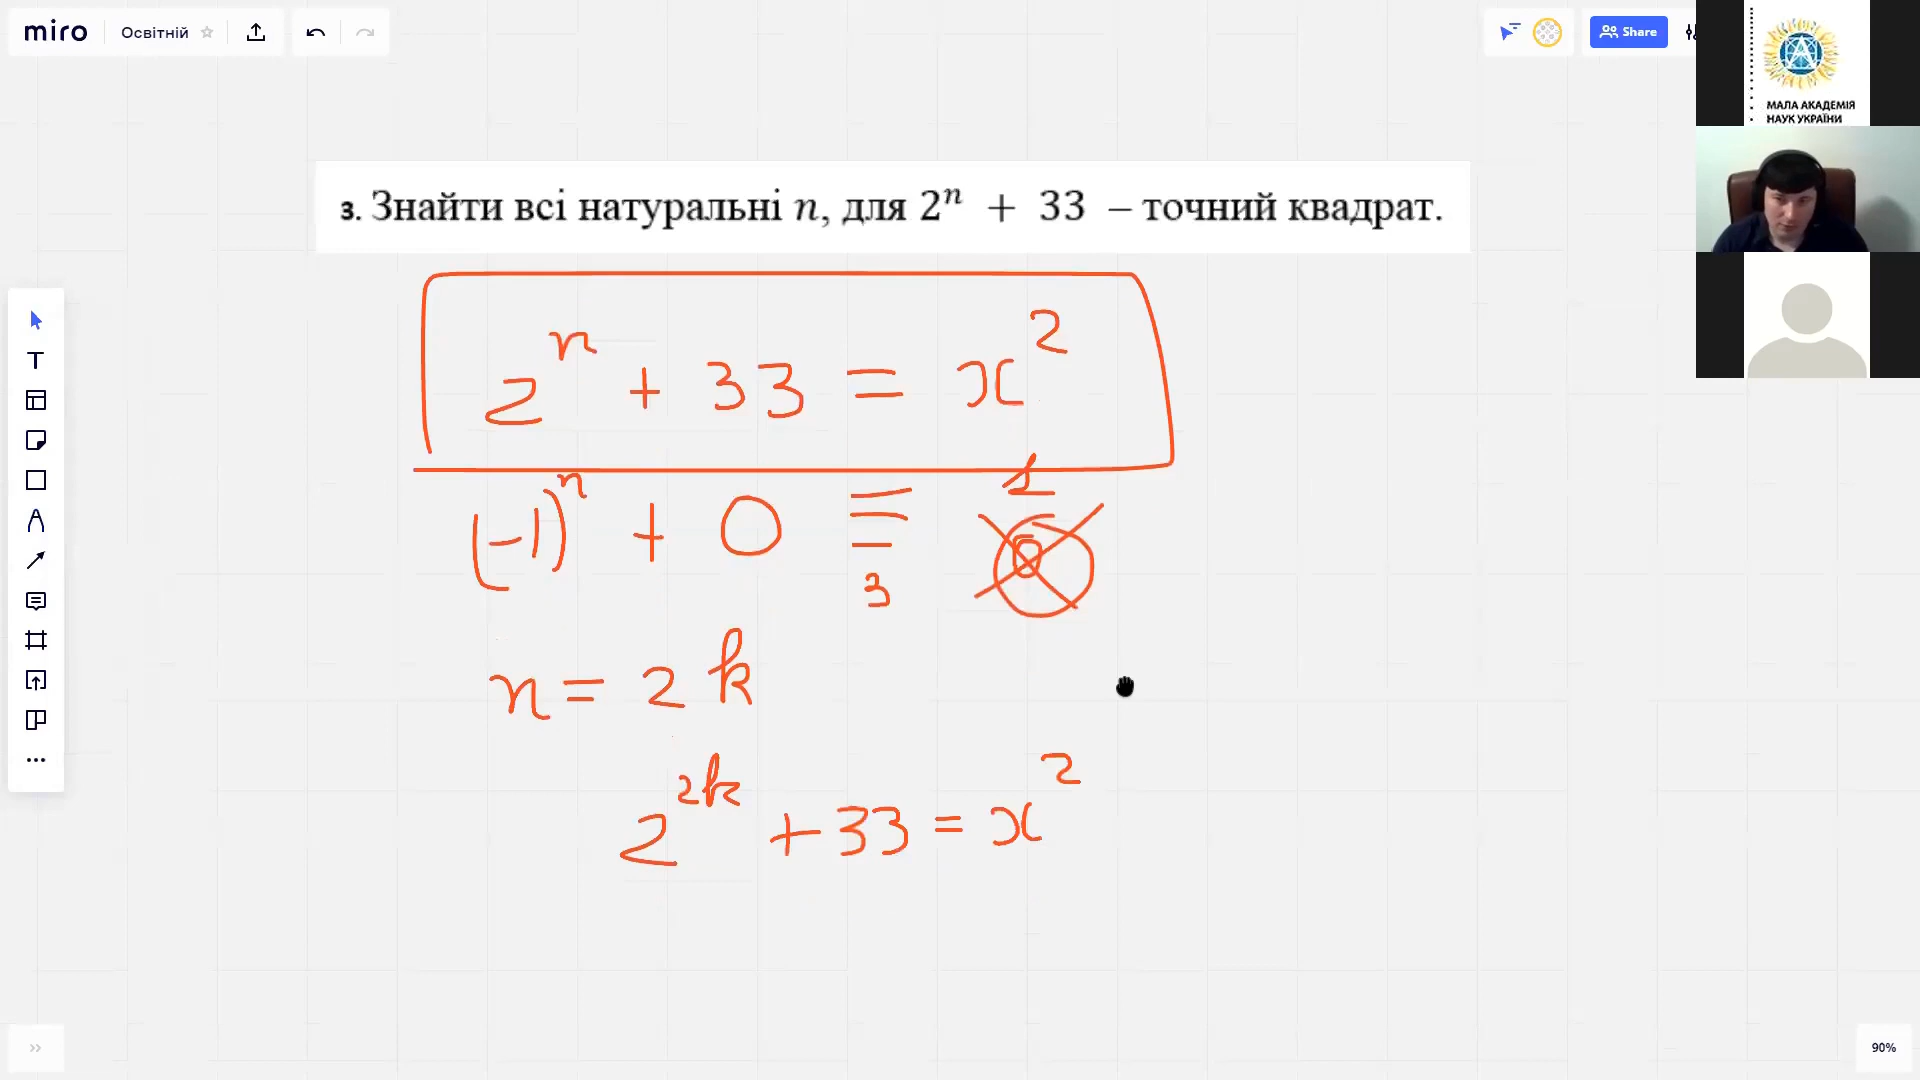 miro
Освітній
Share
МАЛА АКАДЕМІЯ
НАУК УКРАЇНИ
3. Знайти всі натуральні n, для 2ⁿ + 33 – точний квадрат.
2ⁿ + 33 = x²
(-1)ⁿ + 0 ≡ 1
3 0
n = 2k
2²ᵏ + 33 = x²
90%